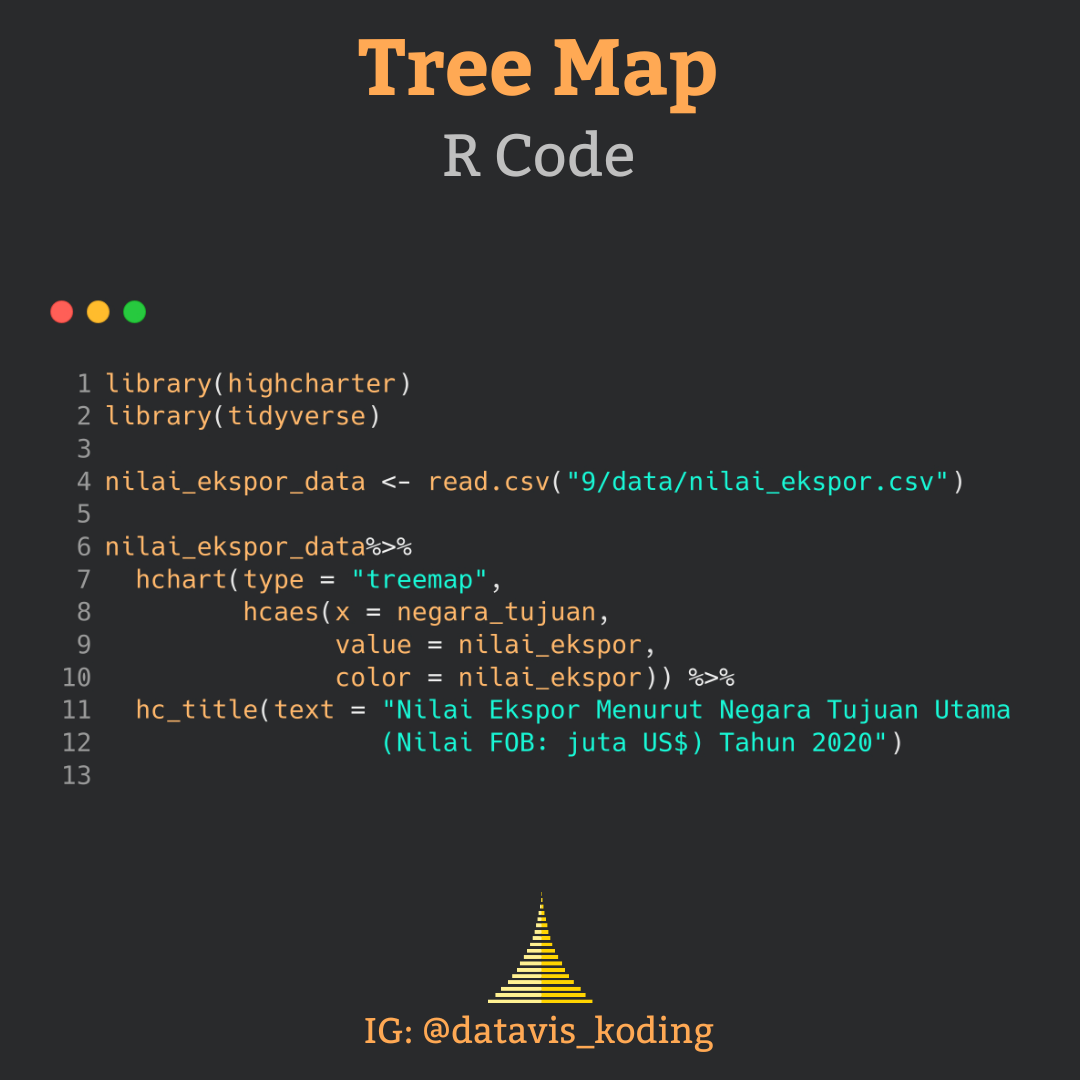 Tree Map
R Code
1 library(highcharter)
2 library(tidyverse)
3
4 nilai_ekspor_data <- read.csv("9/data/nilai_ekspor.csv")
5
6 nilai_ekspor_data%>%
7   hchart(type = "treemap",
8          hcaes(x = negara_tujuan,
9                value = nilai_ekspor,
10               color = nilai_ekspor)) %>%
11  hc_title(text = "Nilai Ekspor Menurut Negara Tujuan Utama
12                  (Nilai FOB: juta US$) Tahun 2020")
13
IG: @datavis_koding